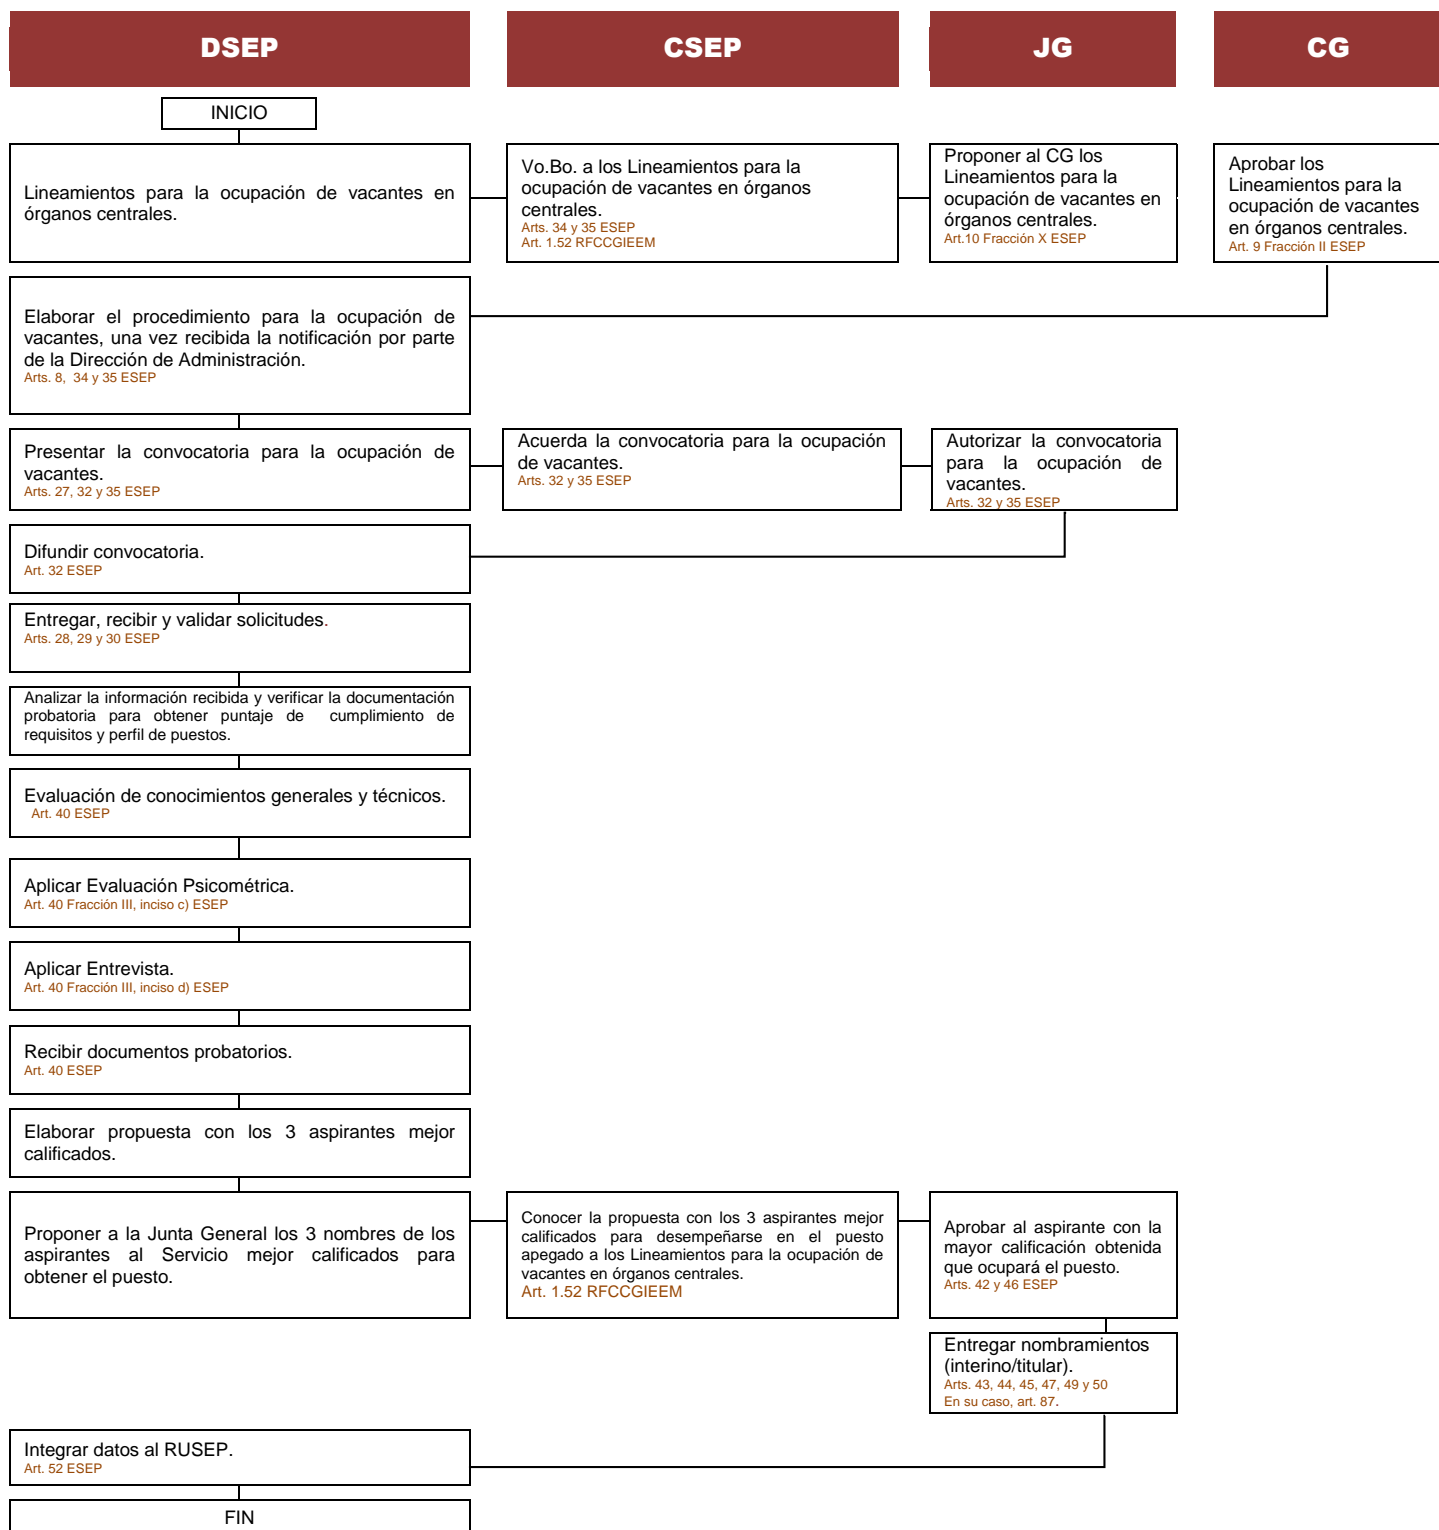 DSEP
CSEP
JG
CG
INICIO
Lineamientos para la ocupación de vacantes en
órganos centrales.
Vo.Bo. a los Lineamientos para la
ocupación de vacantes en órganos
centrales.
Arts. 34 y 35 ESEP
Art. 1.52 RFCCGIEEM
Proponer al CG los
Lineamientos para la
ocupación de vacantes en
órganos centrales.
Art.10 Fracción X ESEP
Aprobar los
Lineamientos para la
ocupación de vacantes
en órganos centrales.
Art. 9 Fracción II ESEP
Elaborar el procedimiento para la ocupación de
vacantes, una vez recibida la notificación por parte
de la Dirección de Administración.
Arts. 8, 34 y 35 ESEP
Presentar la convocatoria para la ocupación de
vacantes.
Arts. 27, 32 y 35 ESEP
Acuerda la convocatoria para la ocupación
de vacantes.
Arts. 32 y 35 ESEP
Autorizar la convocatoria
para la ocupación de
vacantes.
Arts. 32 y 35 ESEP
Difundir convocatoria.
Art. 32 ESEP
Entregar, recibir y validar solicitudes.
Arts. 28, 29 y 30 ESEP
Analizar la información recibida y verificar la documentación
probatoria para obtener puntaje de cumplimiento de
requisitos y perfil de puestos.
Evaluación de conocimientos generales y técnicos.
Art. 40 ESEP
Aplicar Evaluación Psicométrica.
Art. 40 Fracción III, inciso c) ESEP
Aplicar Entrevista.
Art. 40 Fracción III, inciso d) ESEP
Recibir documentos probatorios.
Art. 40 ESEP
Elaborar propuesta con los 3 aspirantes mejor
calificados.
Proponer a la Junta General los 3 nombres de los
aspirantes al Servicio mejor calificados para
obtener el puesto.
Conocer la propuesta con los 3 aspirantes mejor
calificados para desempeñarse en el puesto
apegado a los Lineamientos para la ocupación de
vacantes en órganos centrales.
Art. 1.52 RFCCGIEEM
Aprobar al aspirante con la
mayor calificación obtenida
que ocupará el puesto.
Arts. 42 y 46 ESEP
Entregar nombramientos
(interino/titular).
Arts. 43, 44, 45, 47, 49 y 50
En su caso, art. 87.
Integrar datos al RUSEP.
Art. 52 ESEP
FIN